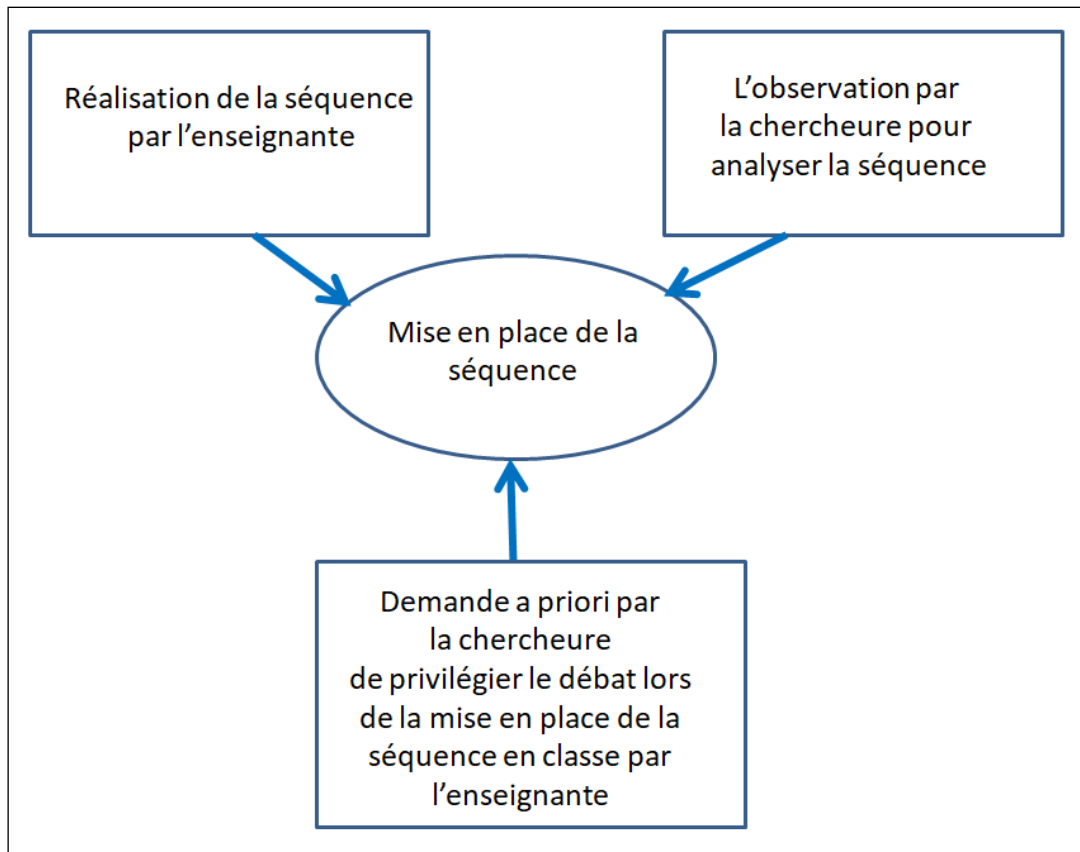 Réalisation de la séquence
par l’enseignante
L’observation par
la chercheure pour
analyser la séquence
Mise en place de la
séquence
Demande a priori par
la chercheure
de privilégier le débat lors
de la mise en place de la
séquence en classe par
l’enseignante